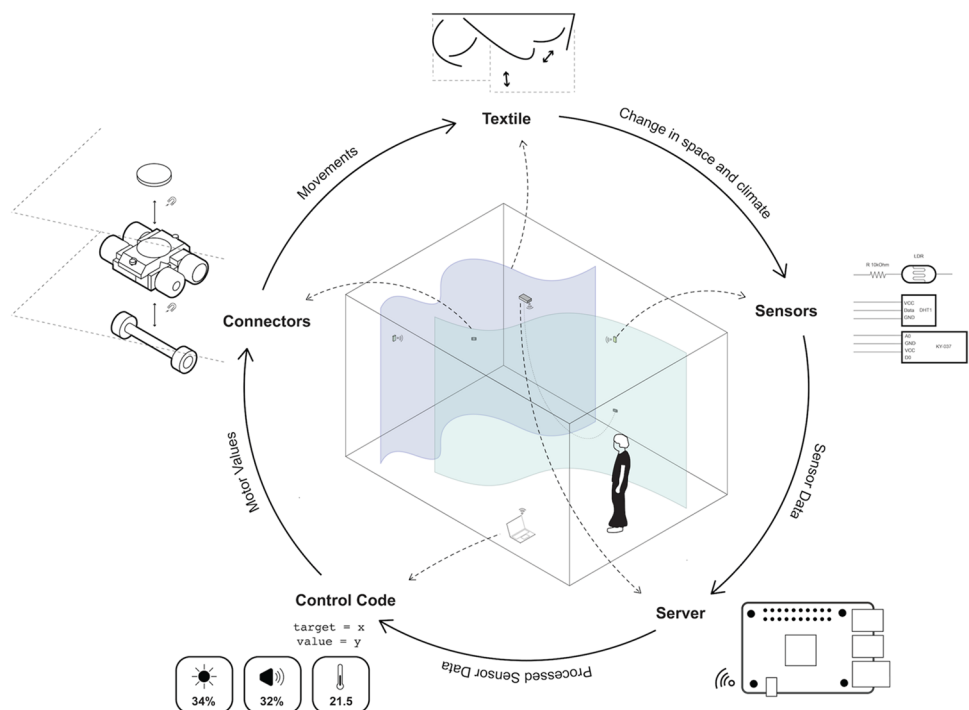 Textile
Change in space and climate
Movements
LDR
R 10kOhm
Sensors
VCC
Data
DHT1
GND
A0
GND
VCC
KY-037
D0
Connectors
Motor Values
Sensor Data
Control Code
target = x
value = y
Server
Processed Sensor Data
34%
32%
21.5